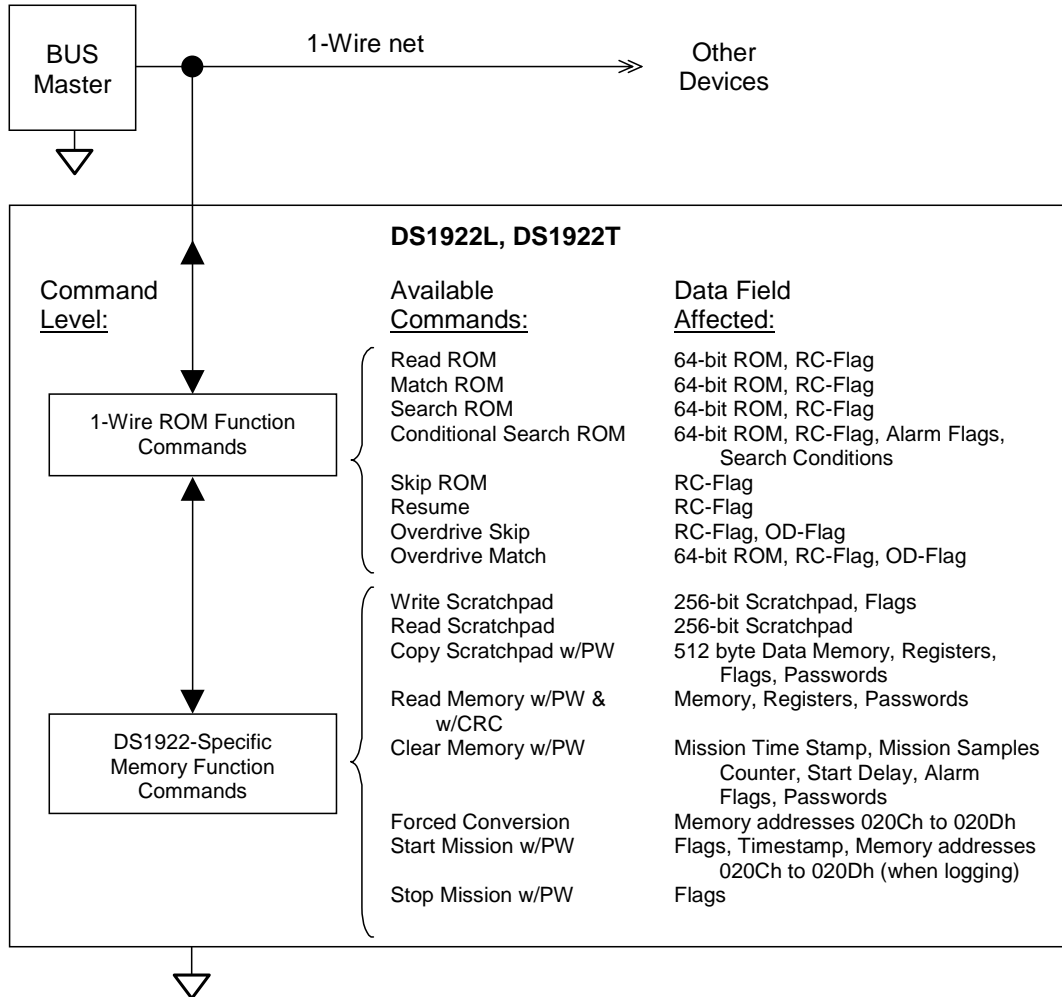 BUS
Master
1-Wire net
Other
Devices
DS1922L, DS1922T
Command
Level:
Available
Commands:
Data Field
Affected:
1-Wire ROM Function
Commands
Read ROM 64-bit ROM, RC-Flag
Match ROM 64-bit ROM, RC-Flag
Search ROM 64-bit ROM, RC-Flag
Conditional Search ROM 64-bit ROM, RC-Flag, Alarm Flags,
Search Conditions
Skip ROM RC-Flag
Resume RC-Flag
Overdrive Skip RC-Flag, OD-Flag
Overdrive Match 64-bit ROM, RC-Flag, OD-Flag
DS1922-Specific
Memory Function
Commands
Write Scratchpad 256-bit Scratchpad, Flags
Read Scratchpad 256-bit Scratchpad
Copy Scratchpad w/PW 512 byte Data Memory, Registers,
Flags, Passwords
Read Memory w/PW & Memory, Registers, Passwords
w/CRC
Clear Memory w/PW Mission Time Stamp, Mission Samples
Counter, Start Delay, Alarm
Flags, Passwords
Forced Conversion Memory addresses 020Ch to 020Dh
Start Mission w/PW Flags, Timestamp, Memory addresses
020Ch to 020Dh (when logging)
Stop Mission w/PW Flags